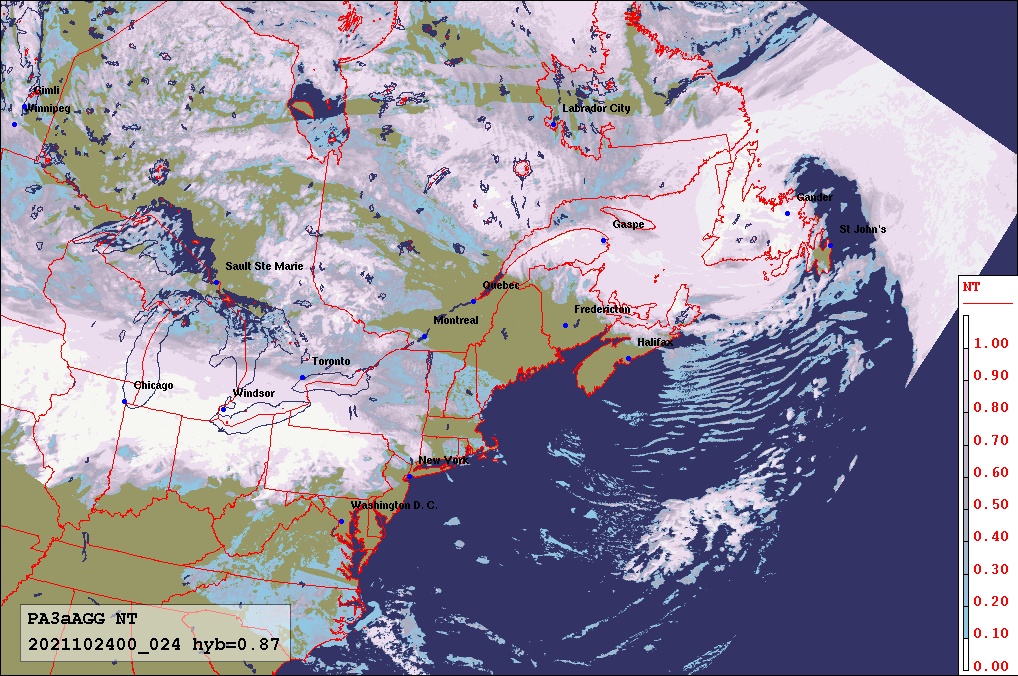 Gimli
Winnipeg
Labrador City
Gander
Gaspe
St John's
Sault Ste Marie
NT
Quebec
Fredericton
Montreal
Halifax
1.00
Toronto
0.90
Chicago
Windsor
0.80
0.70
New York
0.60
Washington D. C.
0.50
0.40
0.30
0.20
PA3aAGG NT
0.10
2021102400_024 hyb=0.87
0.00